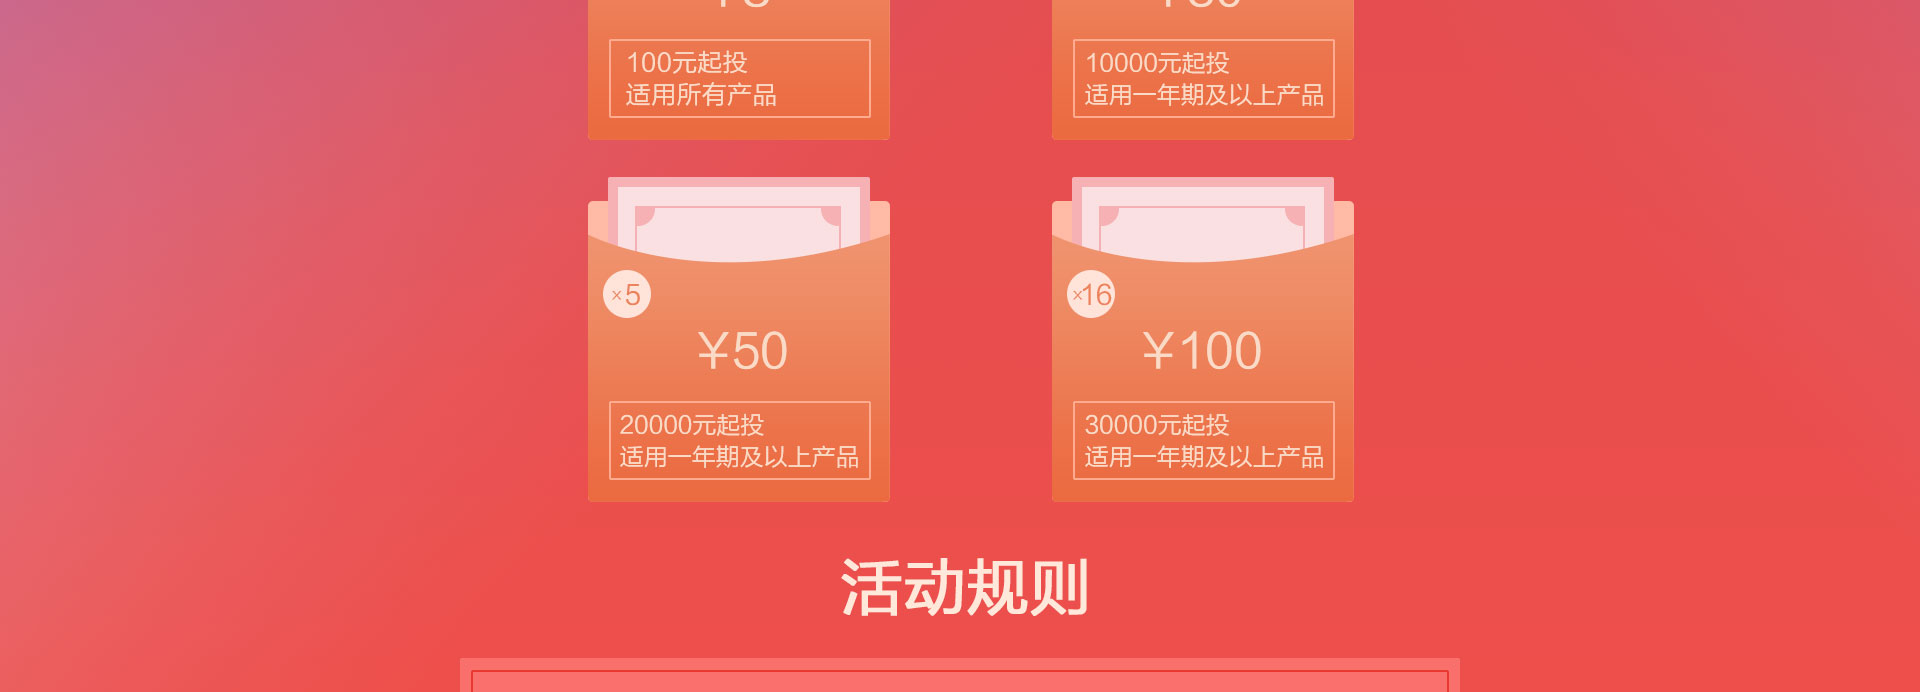 100元起投
适用所有产品
10000元起投
适用一年期及以上产品
×5
¥50
20000元起投
适用一年期及以上产品
×16
¥100
30000元起投
适用一年期及以上产品
活动规则